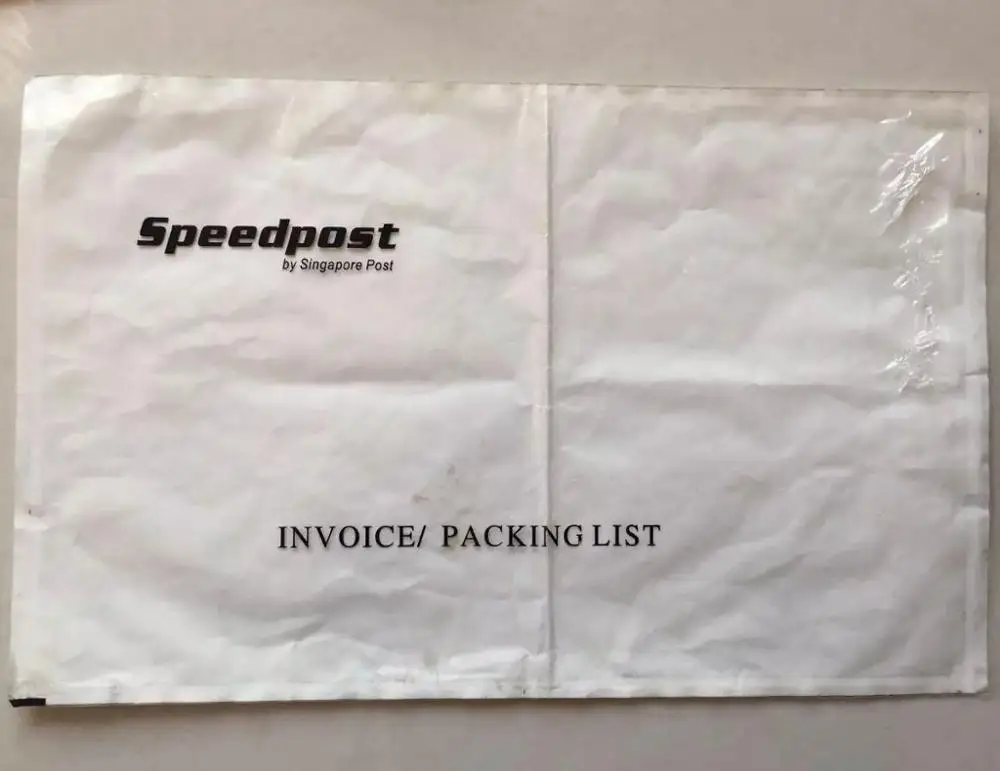 Speedpost
by Singapore Post
INVOICE/ PACKING LIST